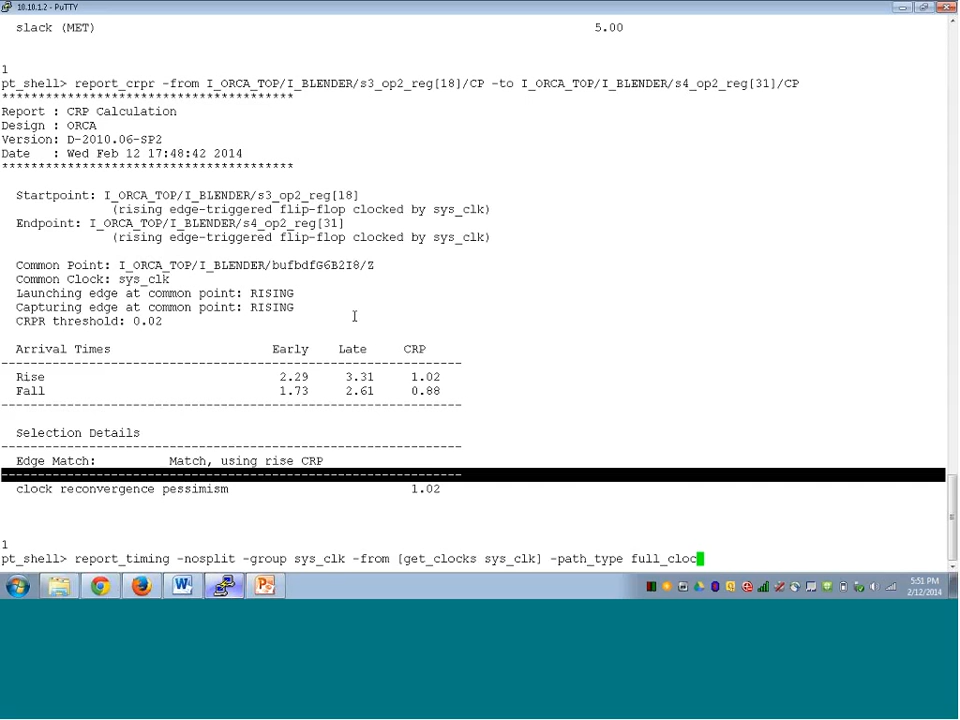 10.10.1.2 - PuTTY
slack (MET) 5.00
1
pt_shell> report_crpr -from I_ORCA_TOP/I_BLENDER/s3_op2_reg[18]/CP -to I_ORCA_TOP/I_BLENDER/s4_op2_reg[31]/CP
****************************************
Report : CRP Calculation
Design : ORCA
Version: D-2010.06-SP2
Date   : Wed Feb 12 17:48:42 2014
****************************************
Startpoint: I_ORCA_TOP/I_BLENDER/s3_op2_reg[18]
(rising edge-triggered flip-flop clocked by sys_clk)
Endpoint: I_ORCA_TOP/I_BLENDER/s4_op2_reg[31]
(rising edge-triggered flip-flop clocked by sys_clk)
Common Point: I_ORCA_TOP/I_BLENDER/bufbdfG6B2I8/Z
Common Clock: sys_clk
Launching edge at common point: RISING
Capturing edge at common point: RISING
CRPR threshold: 0.02
Arrival Times Early Late CRP
---------------------------------------------------------------
Rise 2.29 3.31 1.02
Fall 1.73 2.61 0.88
---------------------------------------------------------------
Selection Details
---------------------------------------------------------------
Edge Match: Match, using rise CRP
---------------------------------------------------------------
clock reconvergence pessimism 1.02
1
pt_shell> report_timing -nosplit -group sys_clk -from [get_clocks sys_clk] -path_type full_cloc
5:51 PM
2/12/2014